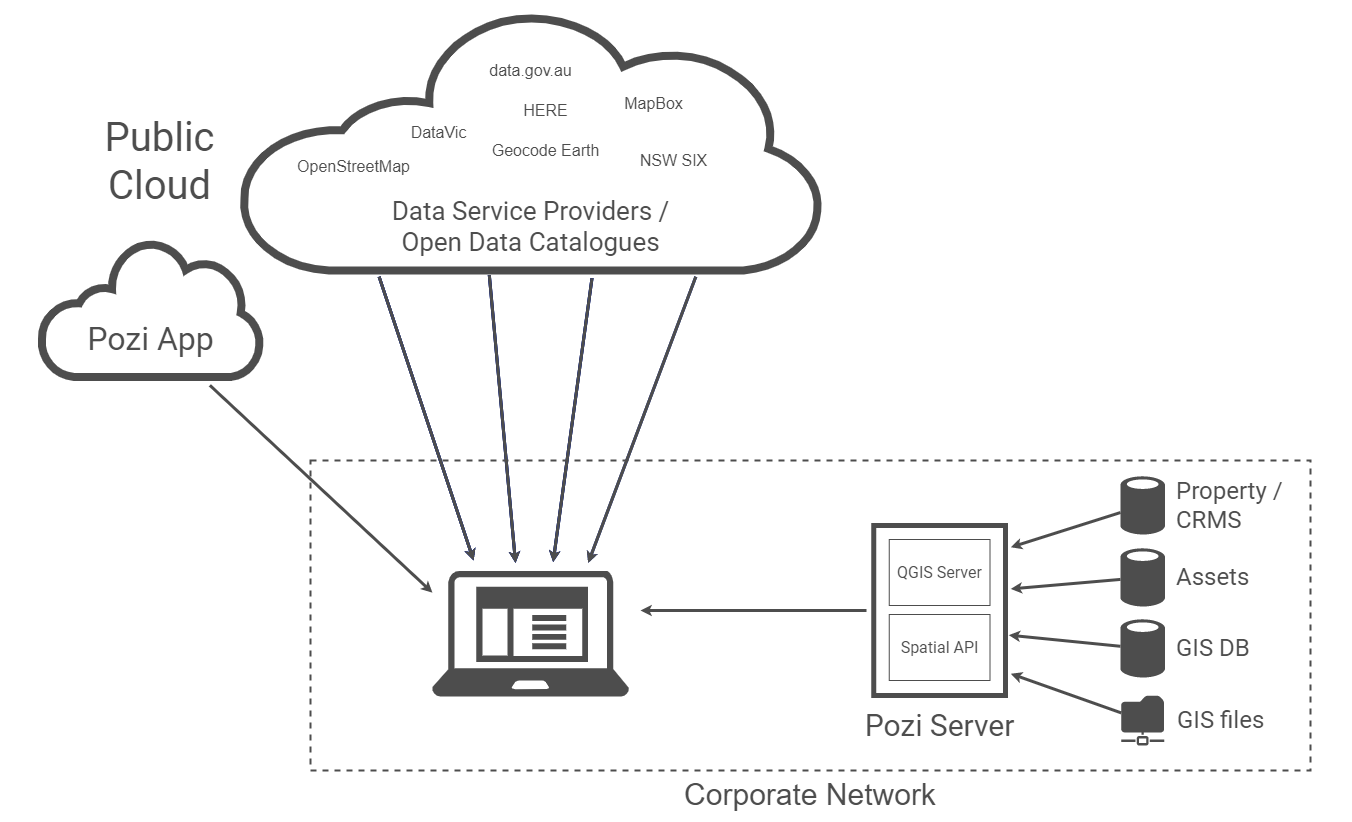 Public
Cloud
data.gov.au
HERE
MapBox
DataVic
Geocode Earth
OpenStreetMap
NSW SIX
Data Service Providers /
Open Data Catalogues
Pozi App
Property /
CRMS
QGIS Server
Assets
Spatial API
GIS DB
Pozi Server
GIS files
Corporate Network